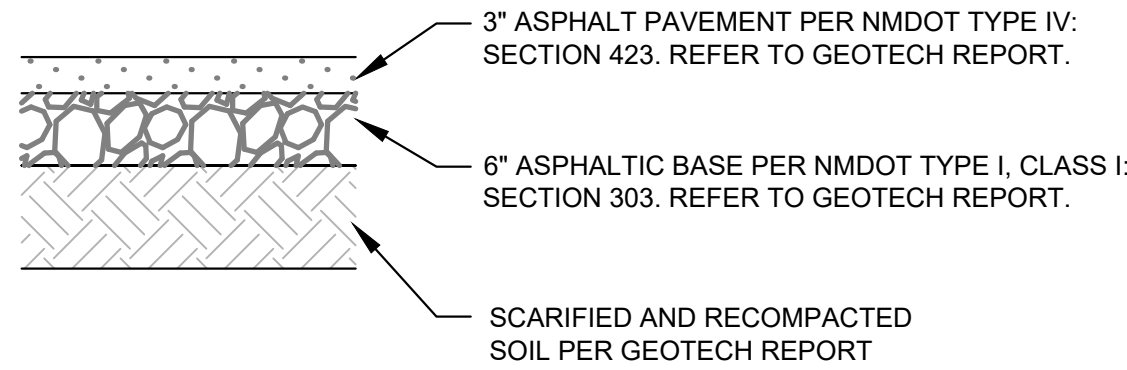 3" ASPHALT PAVEMENT PER NMDOT TYPE IV:
SECTION 423. REFER TO GEOTECH REPORT.
6" ASPHALTIC BASE PER NMDOT TYPE I, CLASS I:
SECTION 303. REFER TO GEOTECH REPORT.
SCARIFIED AND RECOMPACTED
SOIL PER GEOTECH REPORT